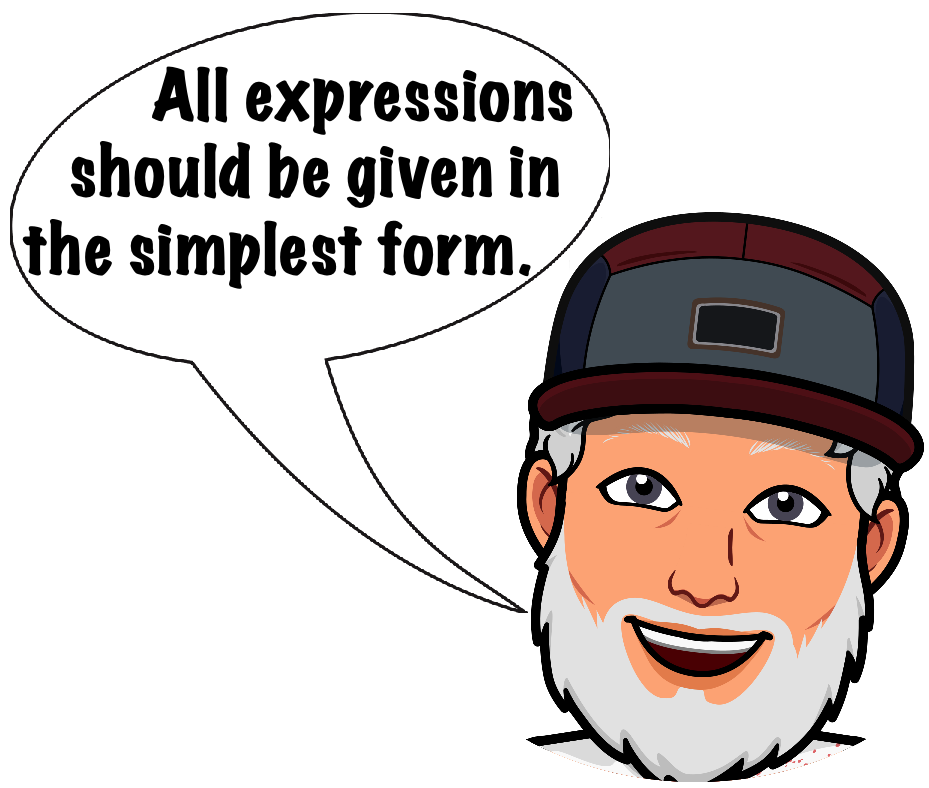 All expressions
should be given in
the simplest form.